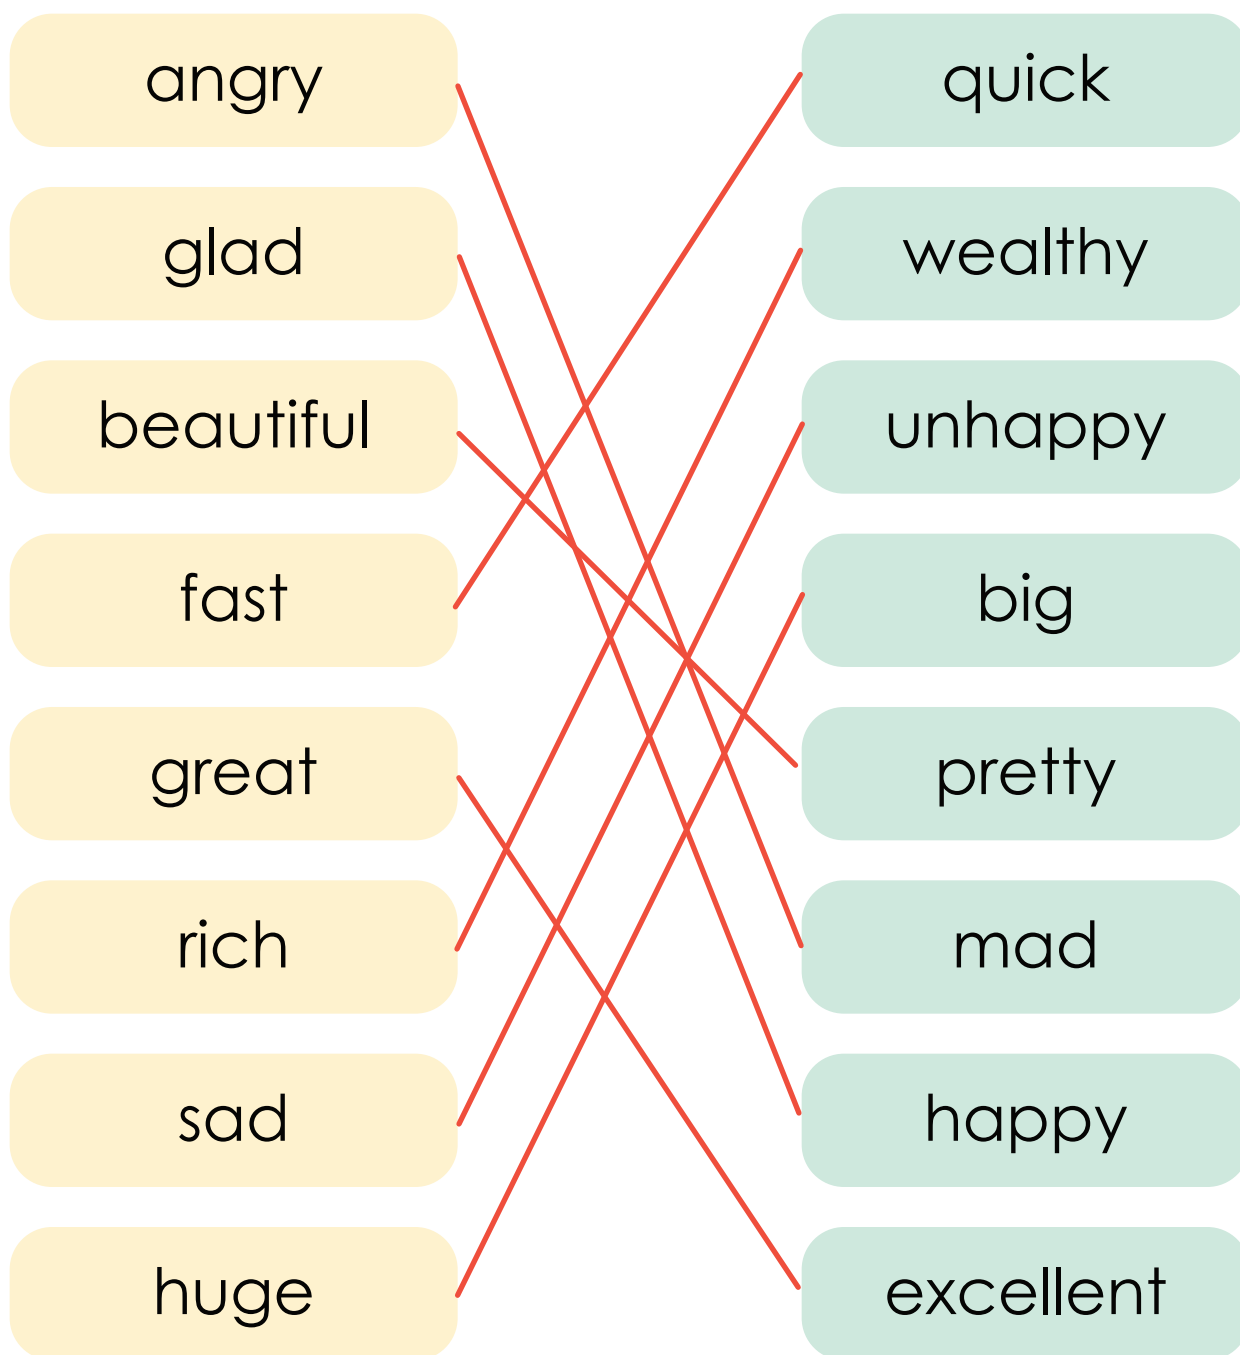 angry quick
glad wealthy
beautiful unhappy
fast big
great pretty
rich mad
sad happy
huge excellent